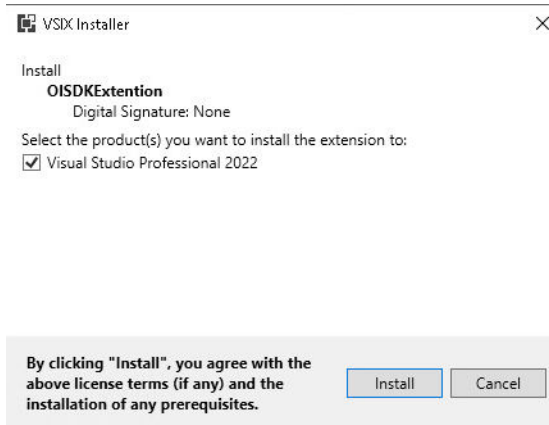 VSIX Installer
Install
OISDKExtention
Digital Signature: None
Select the product(s) you want to install the extension to:
Visual Studio Professional 2022
By clicking "Install", you agree with the
above license terms (if any) and the
installation of any prerequisites.
Install
Cancel